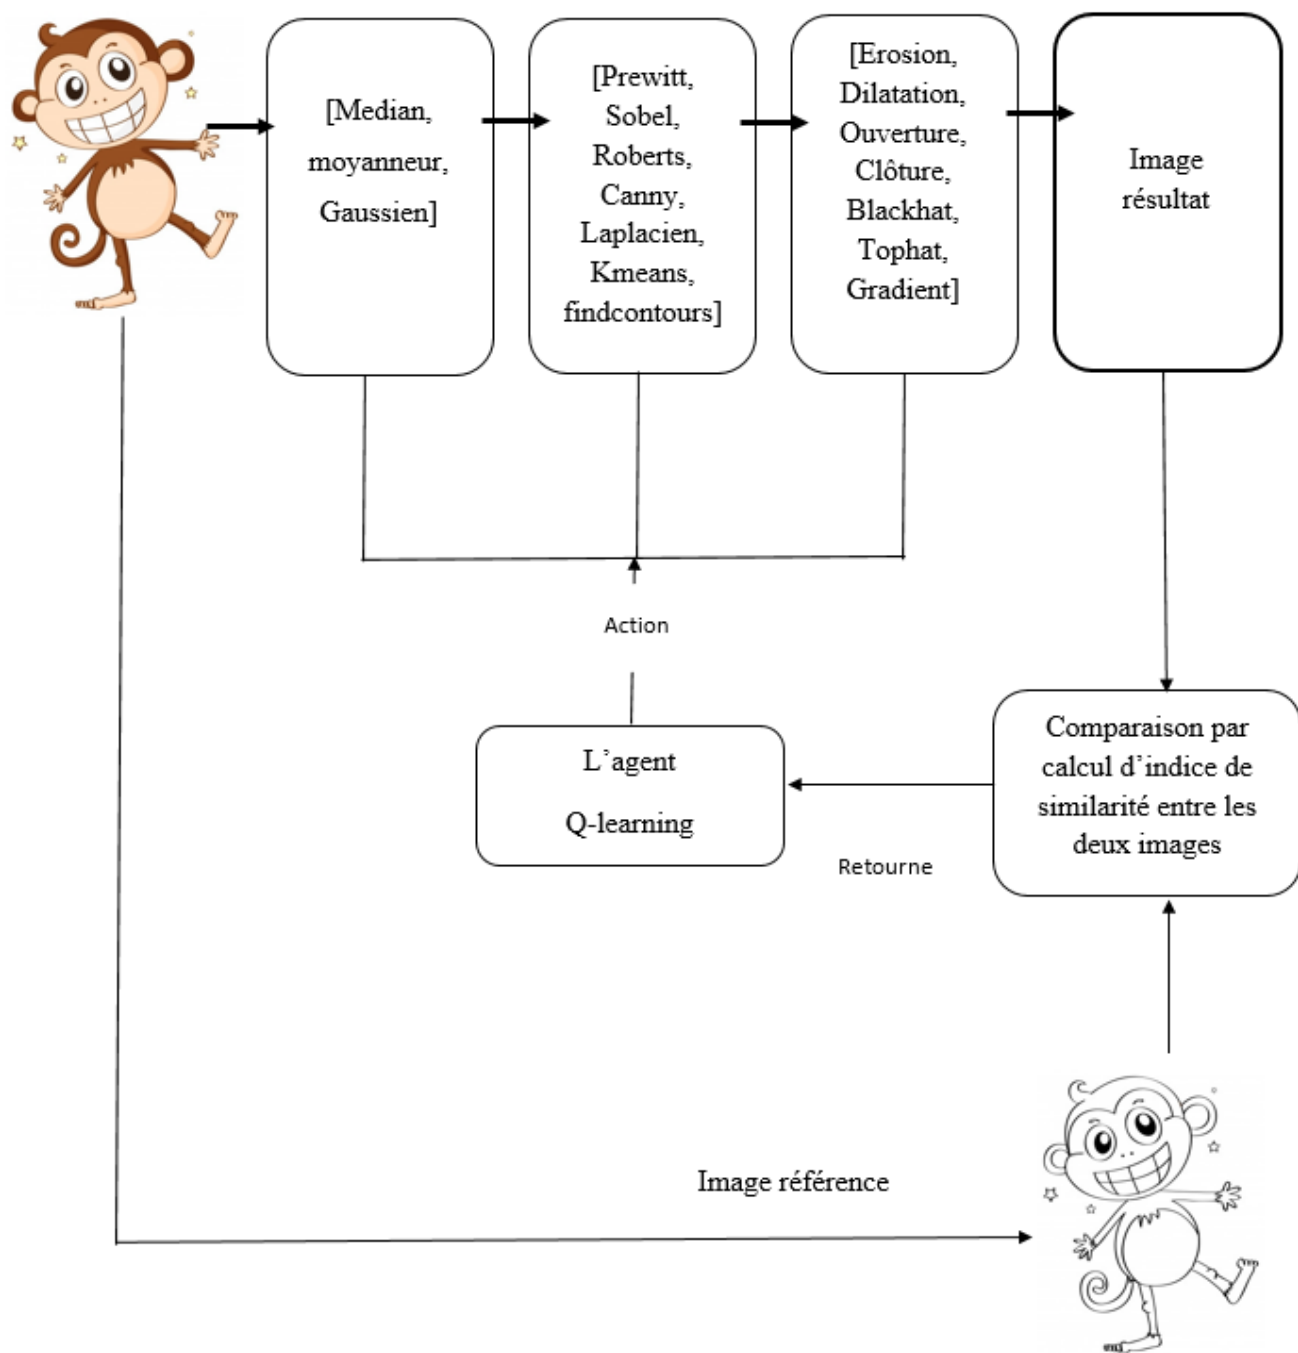 [Median,
moyanneur,
Gaussien]
[Prewitt,
Sobel,
Roberts,
Canny,
Laplacien,
Kmeans,
findcontours]
[Erosion,
Dilatation,
Ouverture,
Clôture,
Blackhat,
Tophat,
Gradient]
Image
résultat
Action
L’agent
Q-learning
Comparaison par
calcul d’indice de
similarité entre les
deux images
Retourne
Image référence